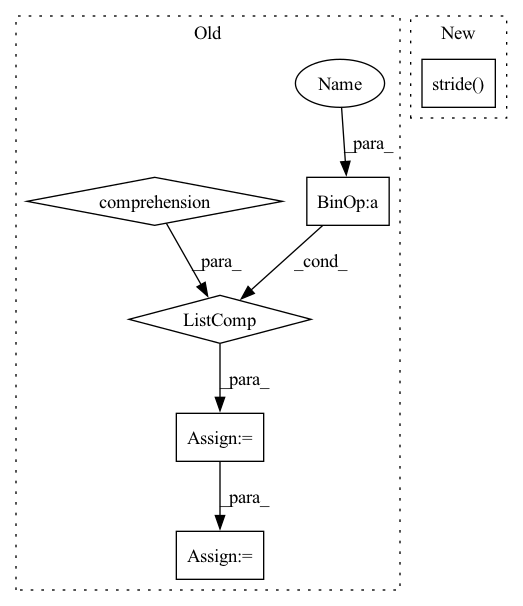 Old
New
Name
stride()
_para_
comprehension
BinOp:a
_para_
_cond_
ListComp
_para_
Assign:=
_para_
Assign:=